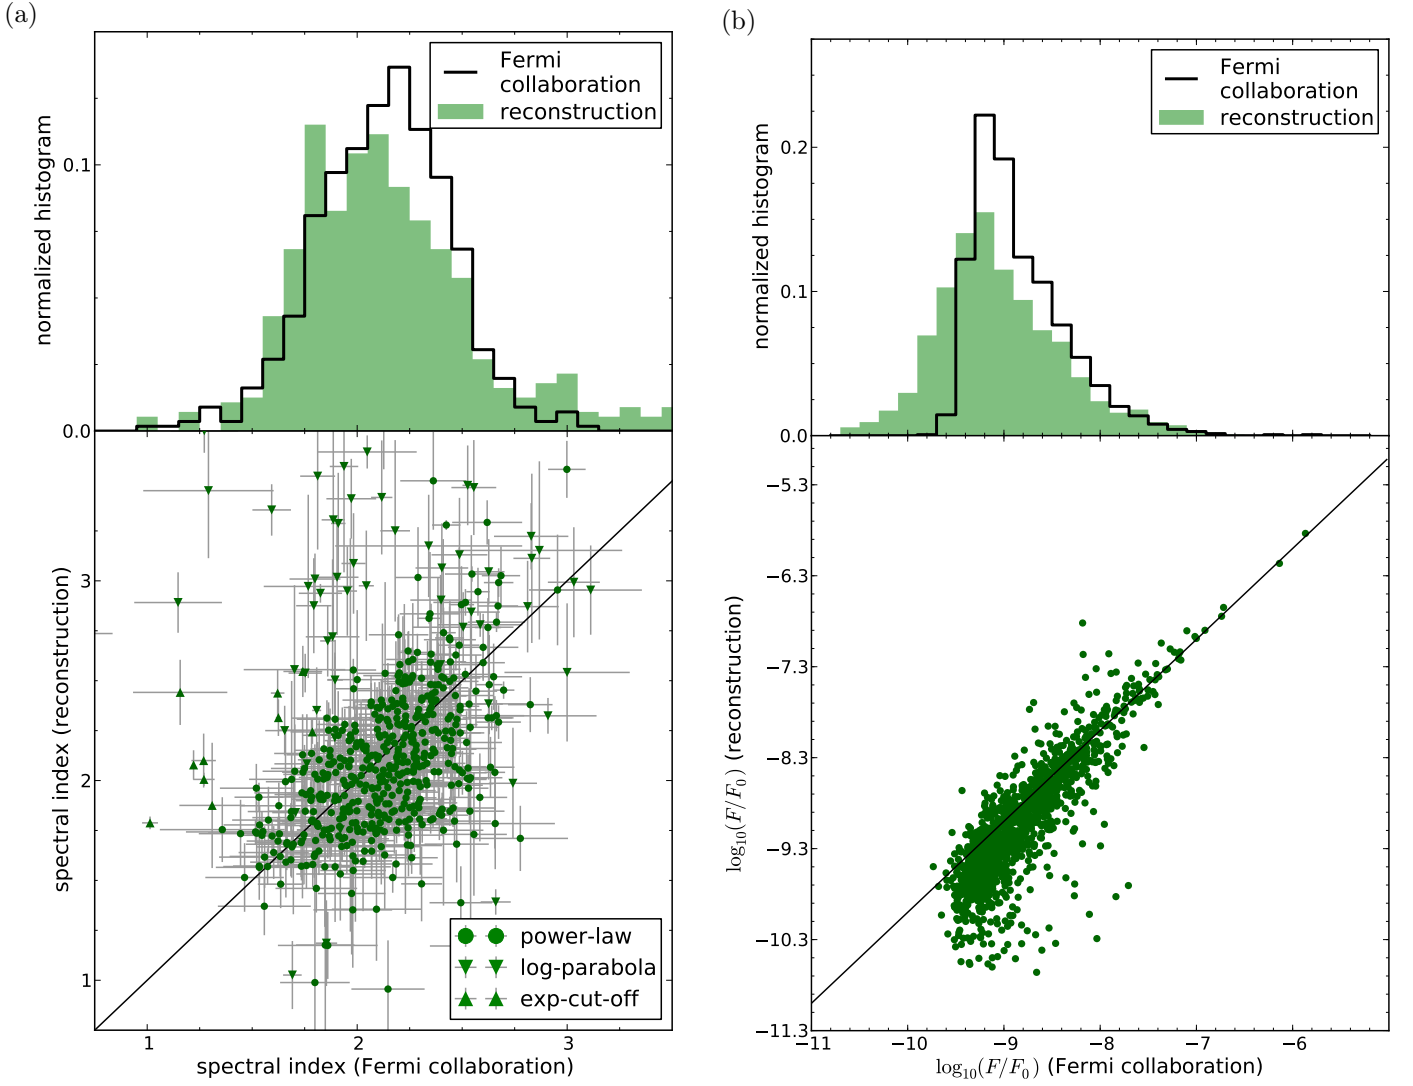 (a)
Fermi
collaboration
reconstruction
normalized histogram
0.1
0.0
spectral index (reconstruction)
3
2
1
power-law
log-parabola
exp-cut-off
1
2
3
spectral index (Fermi collaboration)
(b)
Fermi
collaboration
reconstruction
normalized histogram
0.2
0.1
0.0
log₁₀(F/F₀) (reconstruction)
−5.3
−6.3
−7.3
−8.3
−9.3
−10.3
−11.3
−11
−10
−9
−8
−7
−6
log₁₀(F/F₀) (Fermi collaboration)